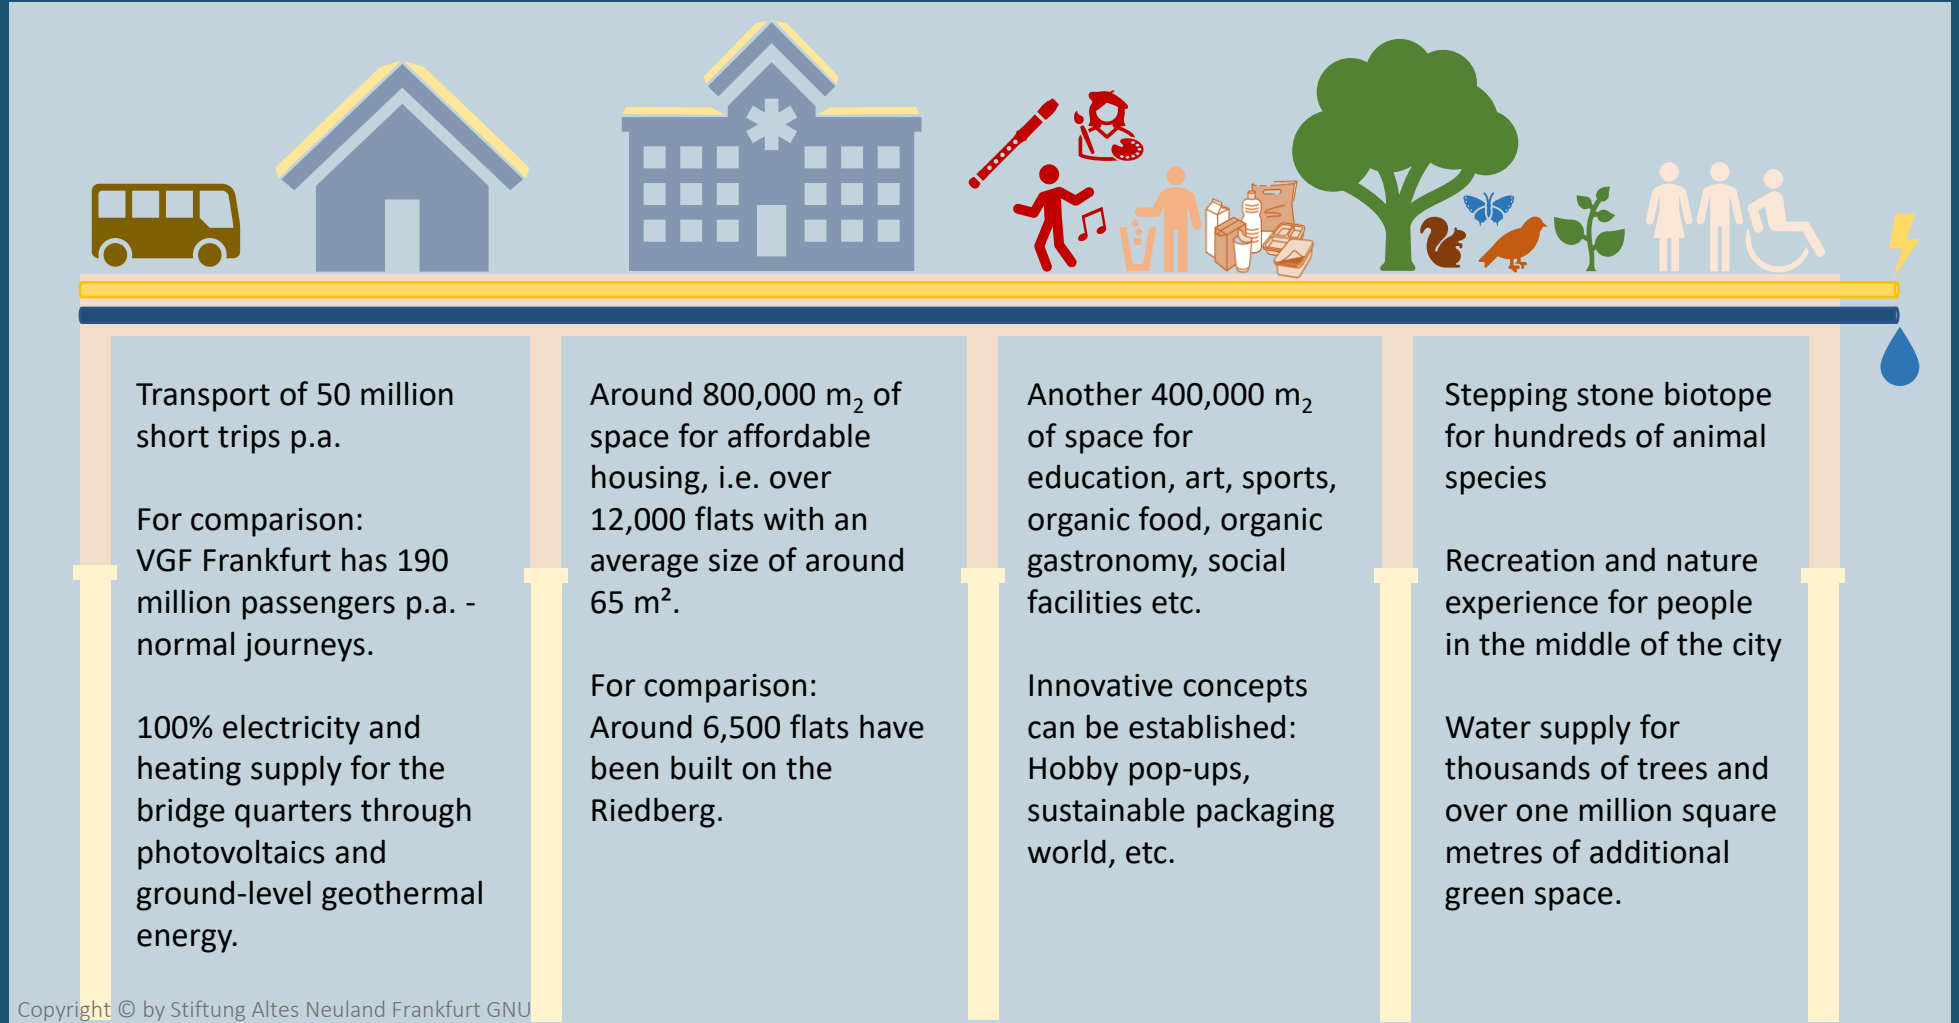 Transport of 50 million
short trips p.a.
For comparison:
VGF Frankfurt has 190
million passengers p.a. -
normal journeys.
100% electricity and
heating supply for the
bridge quarters through
photovoltaics and
ground-level geothermal
energy.
Around 800,000 m₂ of
space for affordable
housing, i.e. over
12,000 flats with an
average size of around
65 m².
For comparison:
Around 6,500 flats have
been built on the
Riedberg.
Another 400,000 m₂
of space for
education, art, sports,
organic food, organic
gastronomy, social
facilities etc.
Innovative concepts
can be established:
Hobby pop-ups,
sustainable packaging
world, etc.
Stepping stone biotope
for hundreds of animal
species
Recreation and nature
experience for people
in the middle of the city
Water supply for
thousands of trees and
over one million square
metres of additional
green space.
Copyright © by Stiftung Altes Neuland Frankfurt GNU